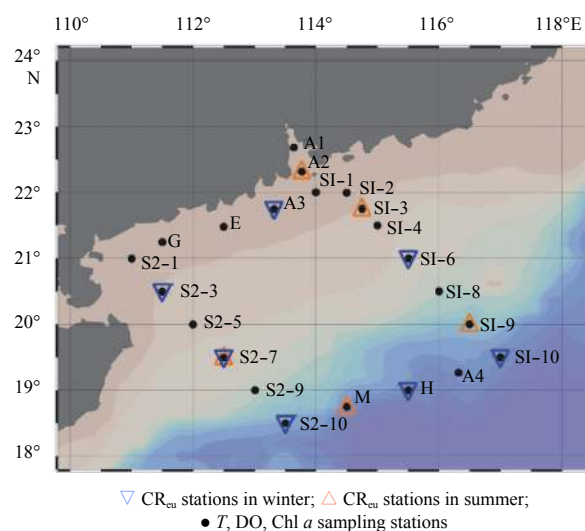 110° 112° 114° 116° 118°E
24°
N
23°
A1
A2
SI-1
22°
SI-2
A3
SI-3
E
SI-4
G
21°
S2-1
SI-6
S2-3
SI-8
20°
S2-5
SI-9
S2-7
SI-10
A4
19°
S2-9
M
H
S2-10
18°
CReu stations in winter; CReu stations in summer;
T, DO, Chl a sampling stations